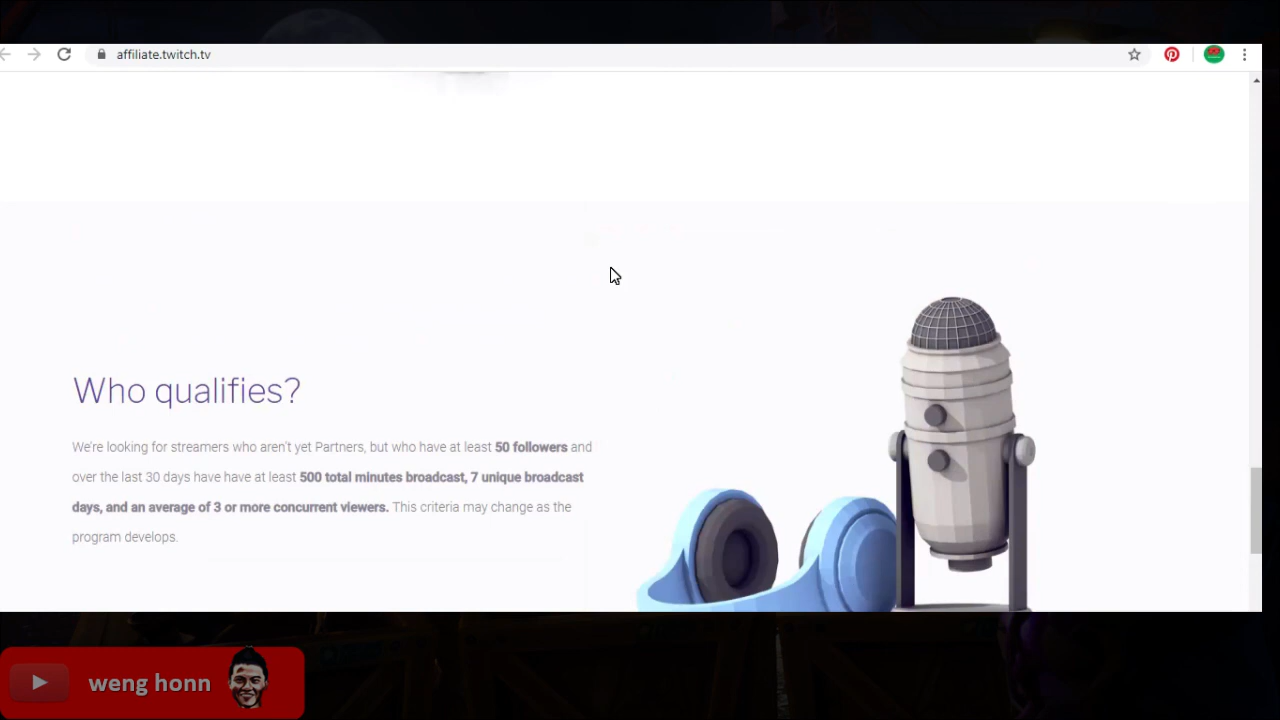 affiliate.twitch.tv
Who qualifies?
We're looking for streamers who aren't yet Partners, but who have at least 50 followers and
over the last 30 days have have at least 500 total minutes broadcast, 7 unique broadcast
days, and an average of 3 or more concurrent viewers. This criteria may change as the
program develops.
weng honn